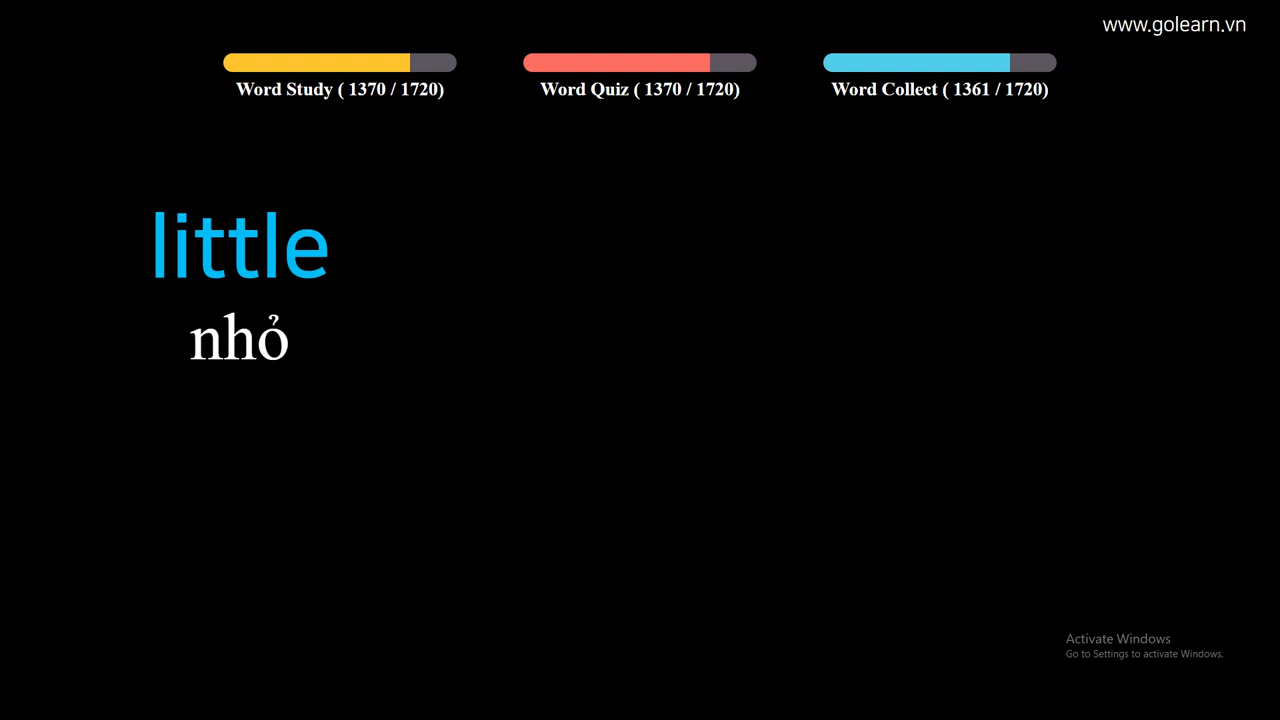 www.golearn.vn
Word Study ( 1370 / 1720)
Word Quiz ( 1370 / 1720)
Word Collect ( 1361 / 1720)
little
nhỏ
Activate Windows
Go to Settings to activate Windows.